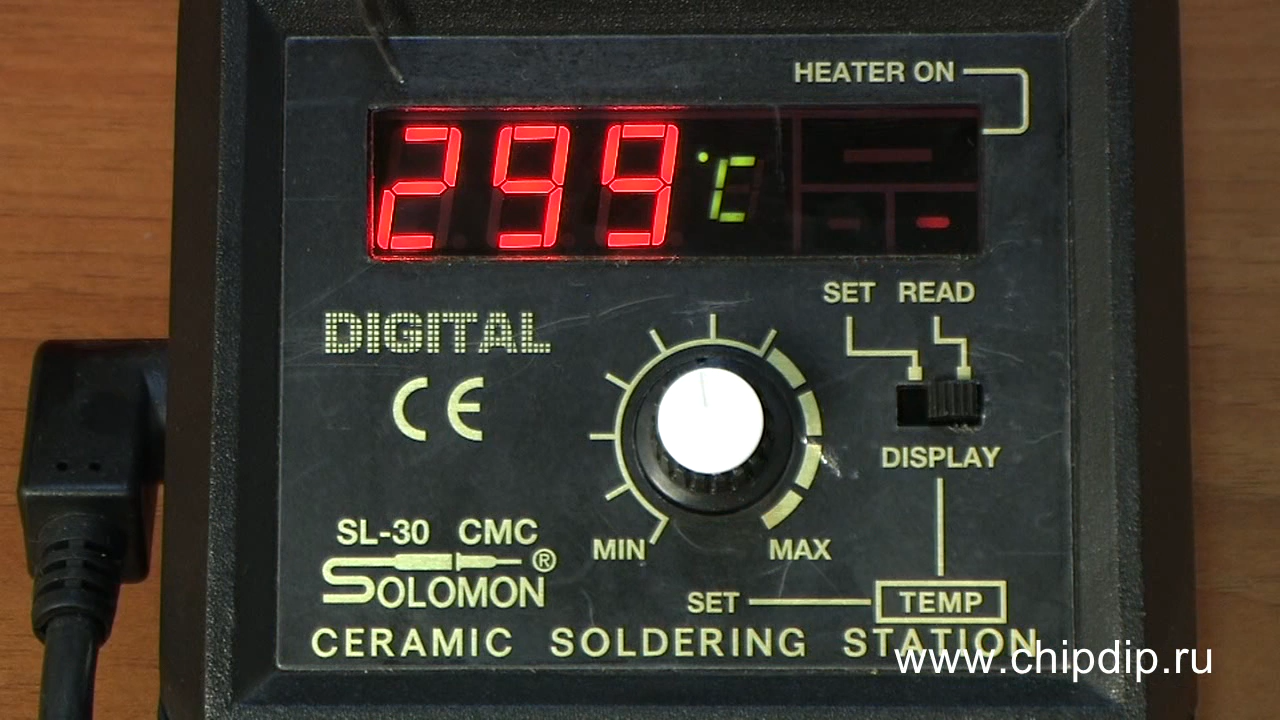 HEATER ON
299 °C
SET READ
DIGITAL
CE
DISPLAY
SL-30 CMC
MIN MAX
SOLOMON®
SET TEMP
CERAMIC SOLDERING STATION
www.chipdip.ru